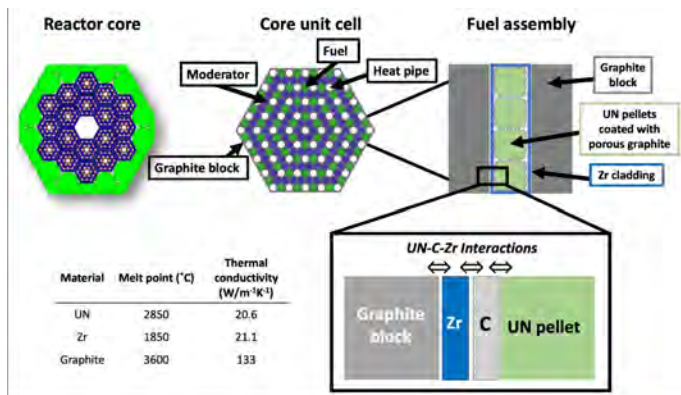 Reactor core
Core unit cell
Fuel assembly
Fuel
Moderator
Heat pipe
Graphite block
Graphite
block
UN pellets
coated with
porous graphite
Zr cladding
UN-C-Zr Interactions
Graphite
block
Zr
C
UN pellet
Material Melt point (˚C) Thermal
conductivity
(W/m⁻¹K⁻¹)
UN 2850 20.6
Zr 1850 21.1
Graphite 3600 133